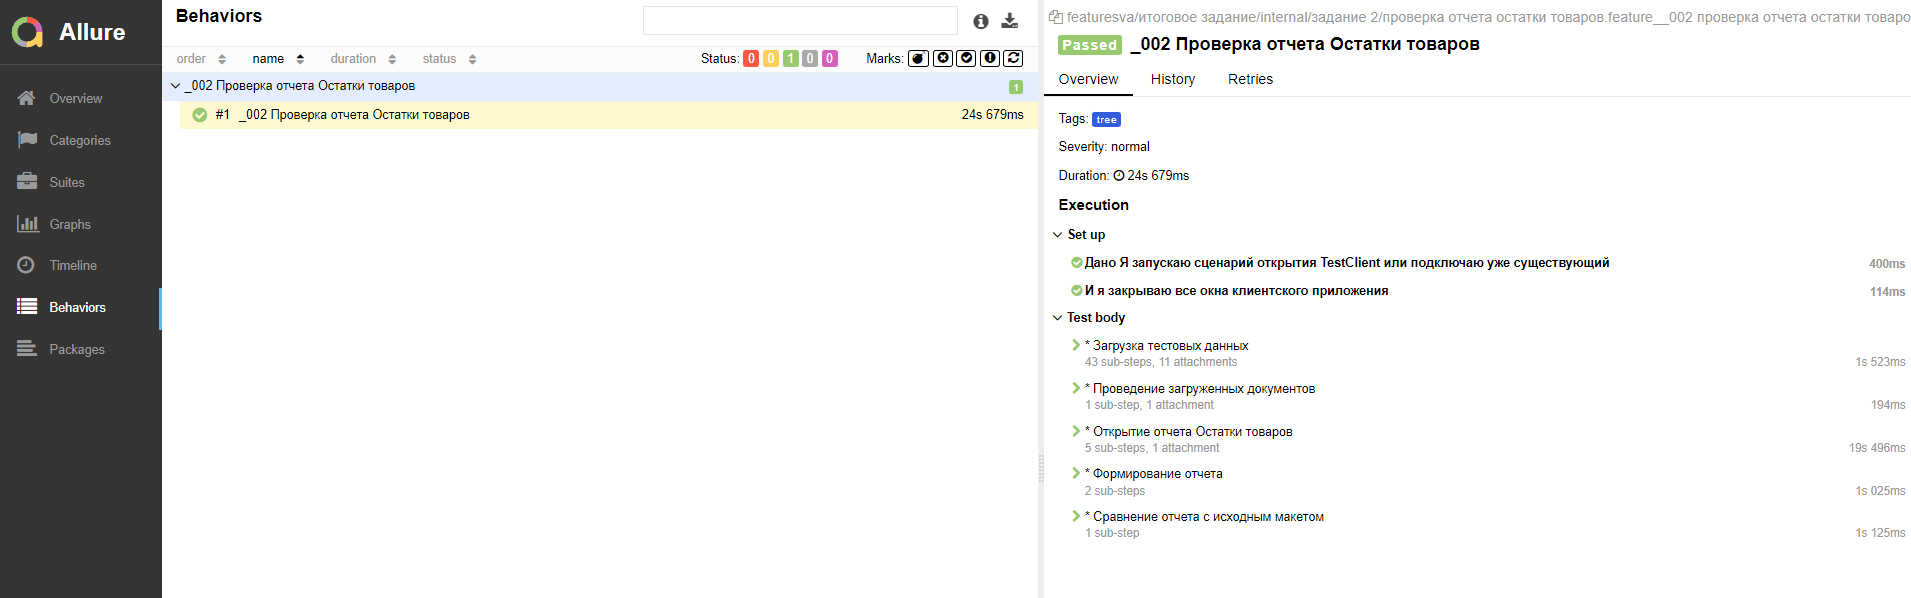 Allure
Overview
Categories
Suites
Graphs
Timeline
Behaviors
Packages
Behaviors
order name duration status Status: 0 0 1 0 0 Marks:
_002 Проверка отчета Остатки товаров 1
#1 _002 Проверка отчета Остатки товаров 24s 679ms
featuresva/итоговое задание/internal/задание 2/проверка отчета остатки товаров.feature__002 проверка отчета остатки товаро
Passed _002 Проверка отчета Остатки товаров
Overview History Retries
Tags: tree
Severity: normal
Duration: 24s 679ms
Execution
Set up
Дано Я запускаю сценарий открытия TestClient или подключаю уже существующий 400ms
И я закрываю все окна клиентского приложения 114ms
Test body
* Загрузка тестовых данных
43 sub-steps, 11 attachments 1s 523ms
* Проведение загруженных документов
1 sub-step, 1 attachment 194ms
* Открытие отчета Остатки товаров
5 sub-steps, 1 attachment 19s 496ms
* Формирование отчета
2 sub-steps 1s 025ms
* Сравнение отчета с исходным макетом
1 sub-step 1s 125ms